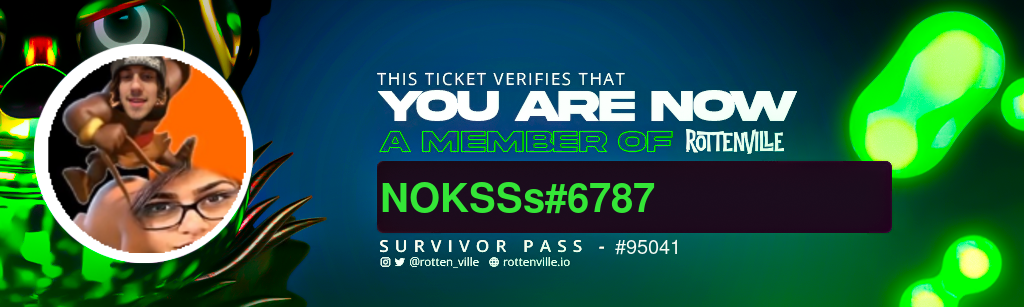 THIS TICKET VERIFIES THAT
YOU ARE NOW
A MEMBER OF ROTTENVILLE
NOKSSs#6787
SURVIVOR PASS - #95041
@rotten_ville rottenville.io